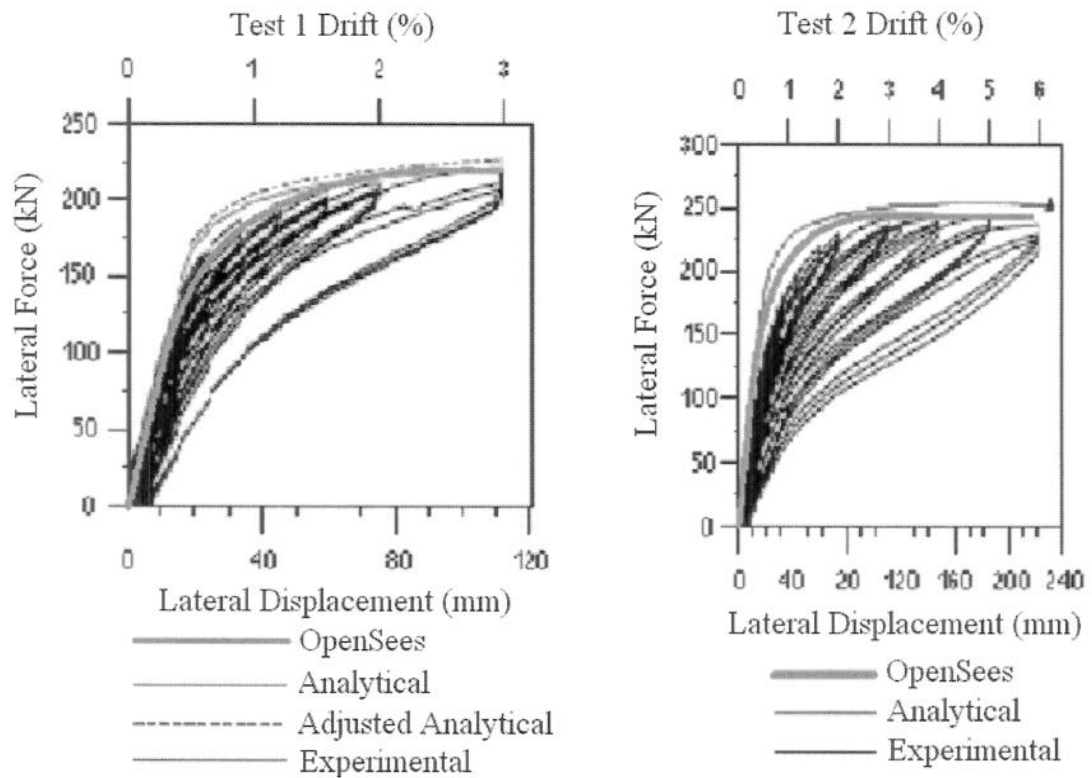 Test 1 Drift (%)
0 1 2 3
250
200
150
100
50
0
Lateral Force (kN)
0 40 80 120
Lateral Displacement (mm)
OpenSees
Analytical
Adjusted Analytical
Experimental
Test 2 Drift (%)
0 1 2 3 4 5 6
300
250
200
150
100
50
0
Lateral Force (kN)
0 40 20 120 160 200 240
Lateral Displacement (mm)
OpenSees
Analytical
Experimental